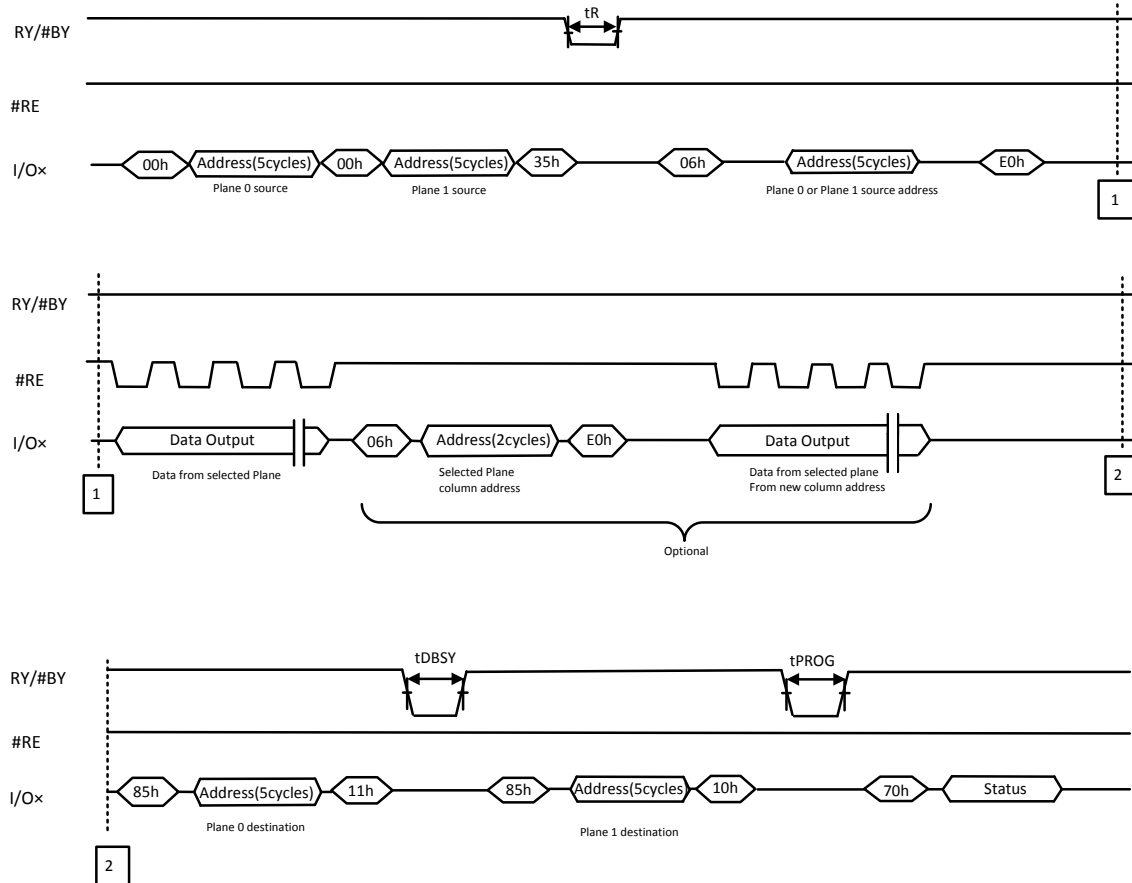 tR
RY/#BY
#RE
I/O×
00h Address(5cycles) 00h Address(5cycles) 35h 06h Address(5cycles) E0h
Plane 0 source Plane 1 source Plane 0 or Plane 1 source address
1
RY/#BY
#RE
I/O×
Data Output 06h Address(2cycles) E0h Data Output
Data from selected Plane
Selected Plane
column address
Data from selected plane
From new column address
1
2
Optional
tDBSY tPROG
RY/#BY
#RE
I/O×
85h Address(5cycles) 11h 85h Address(5cycles) 10h 70h Status
Plane 0 destination Plane 1 destination
2